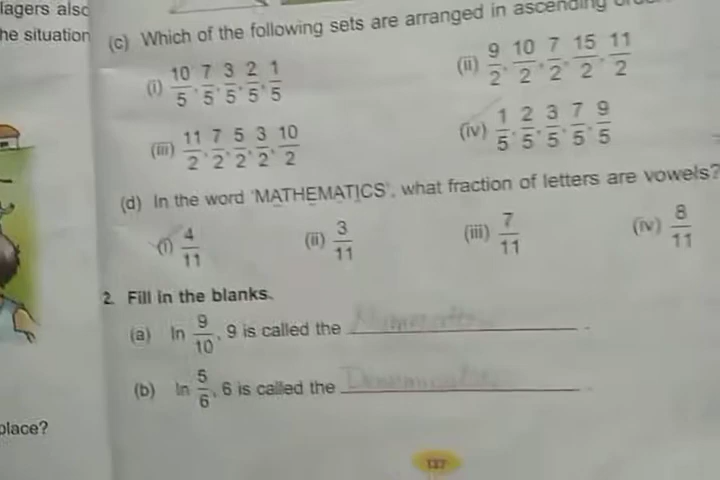 lagers also
he situation
(c) Which of the following sets are arranged in ascending
(i) 10/5, 7/5, 3/5, 2/5, 1/5
(ii) 9/2, 10/2, 7/2, 15/2, 11/2
(iii) 11/2, 7/2, 5/2, 3/2, 10/2
(iv) 1/5, 2/5, 3/5, 7/5, 9/5
(d) In the word 'MATHEMATICS', what fraction of letters are vowels?
(i) 4/11
(ii) 3/11
(iii) 7/11
(iv) 8/11
2. Fill in the blanks.
(a) In 9/10, 9 is called the
(b) In 5/6, 6 is called the Denominator
place?
137